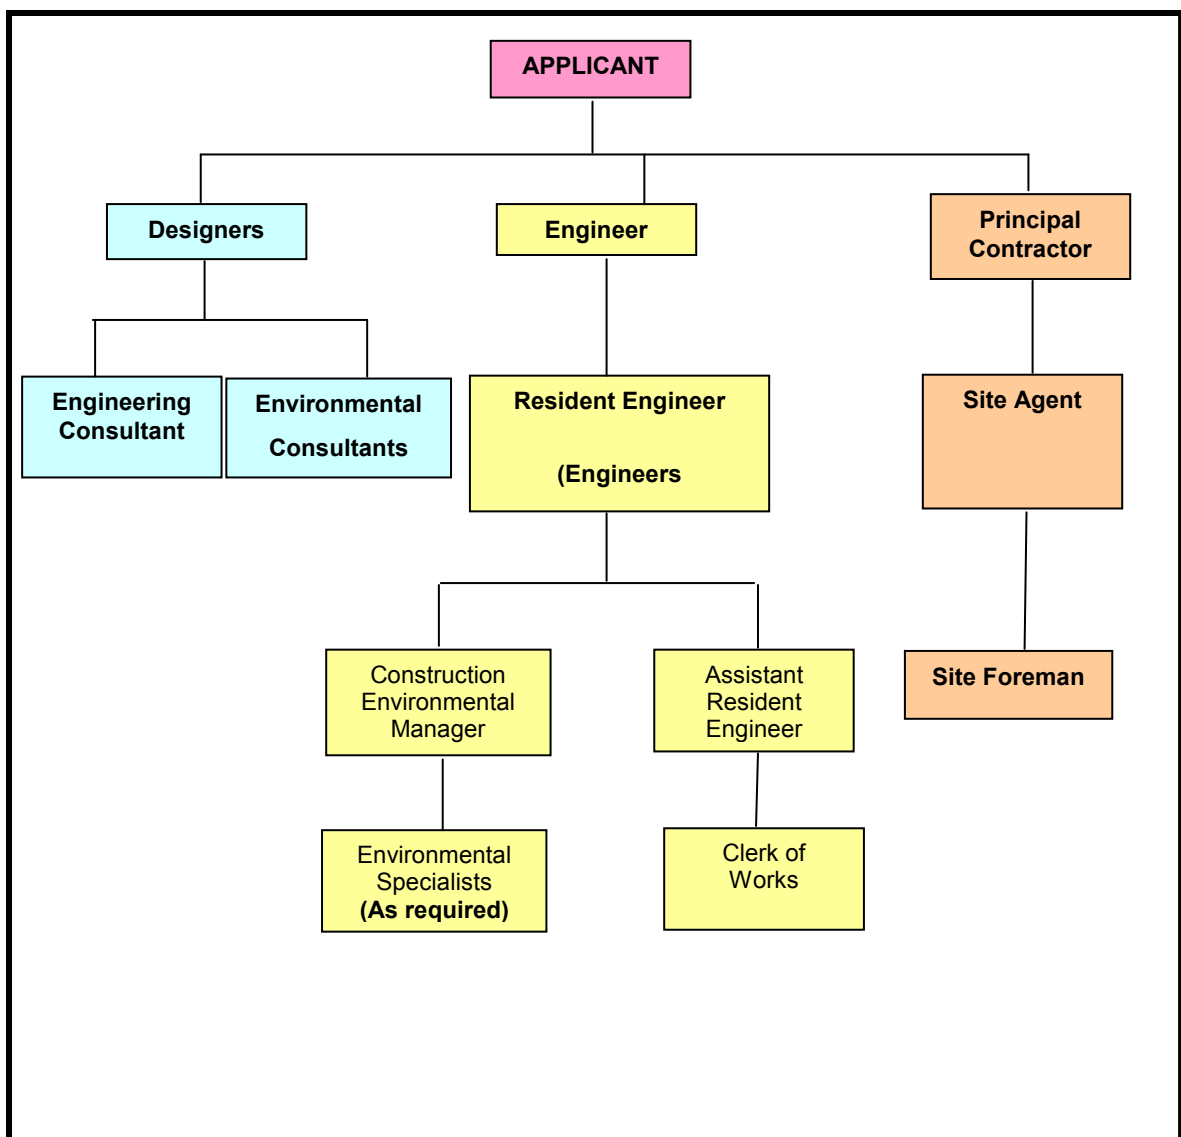 APPLICANT
Designers
Engineer
Principal
Contractor
Engineering
Consultant
Environmental
Consultants
Resident Engineer
(Engineers
Site Agent
Construction
Environmental
Manager
Assistant
Resident
Engineer
Site Foreman
Environmental
Specialists
(As required)
Clerk of
Works